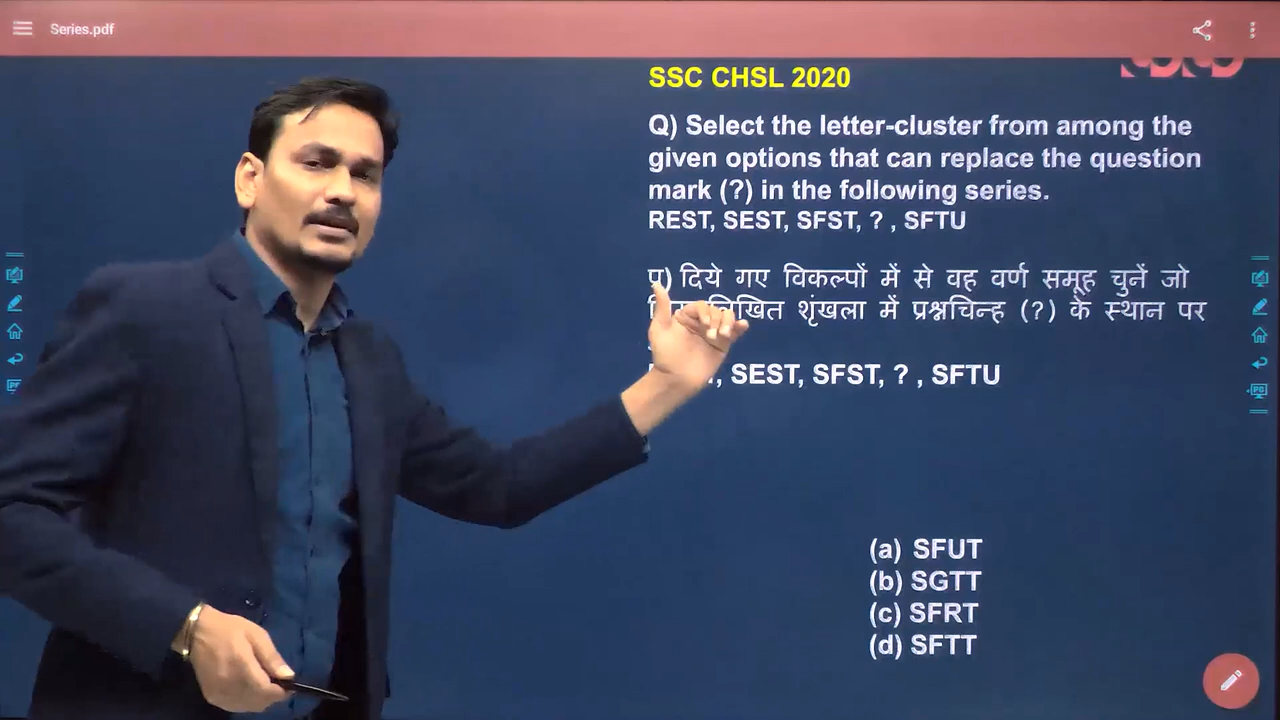 Series.pdf
SSC CHSL 2020
Q) Select the letter-cluster from among the
given options that can replace the question
mark (?) in the following series.
REST, SEST, SFST, ? , SFTU
प्र) दिये गए विकल्पों में से वह वर्ण समूह चुनें जो
शृंखला में प्रश्नचिन्ह (?) के स्थान पर
SEST, SFST, ? , SFTU
(a) SFUT
(b) SGTT
(c) SFRT
(d) SFTT